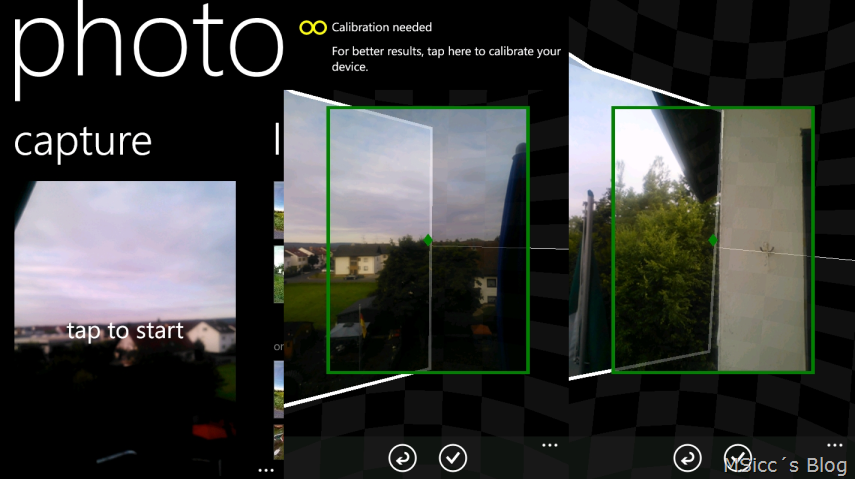 photo
capture
tap to start
Calibration needed
For better results, tap here to calibrate your
device.
MSicc´s Blog